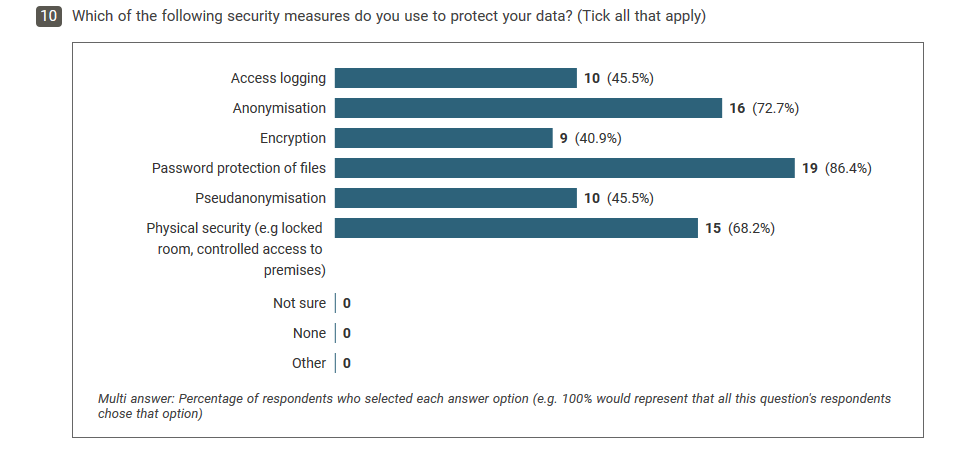 10 Which of the following security measures do you use to protect your data? (Tick all that apply)
Access logging 10 (45.5%)
Anonymisation 16 (72.7%)
Encryption 9 (40.9%)
Password protection of files 19 (86.4%)
Pseudanonymisation 10 (45.5%)
Physical security (e.g locked 15 (68.2%)
room, controlled access to
premises)
Not sure 0
None 0
Other 0
Multi answer: Percentage of respondents who selected each answer option (e.g. 100% would represent that all this question's respondents
chose that option)